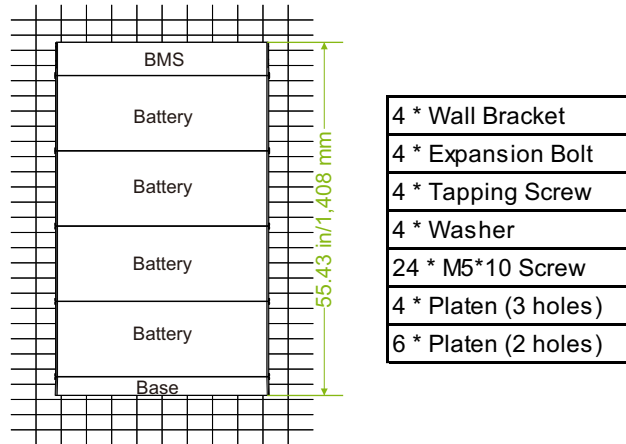 BMS
Battery
Battery
Battery
Battery
Base
55.43 in/1,408 mm
4 * Wall Bracket
4 * Expansion Bolt
4 * Tapping Screw
4 * Washer
24 * M5*10 Screw
4 * Platen (3 holes)
6 * Platen (2 holes)